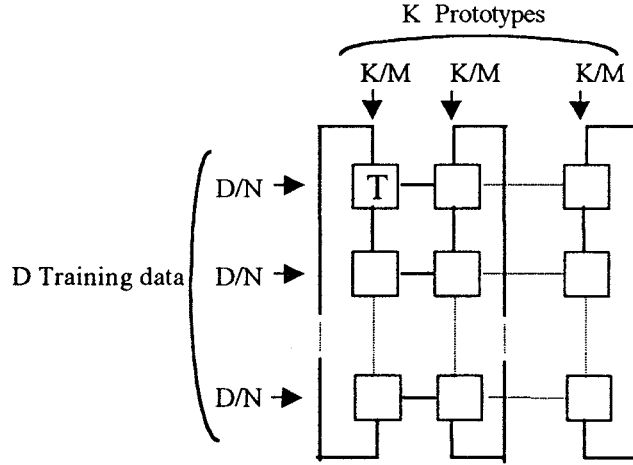 K Prototypes
K/M K/M K/M
D/N
T
D/N
D Training data
D/N